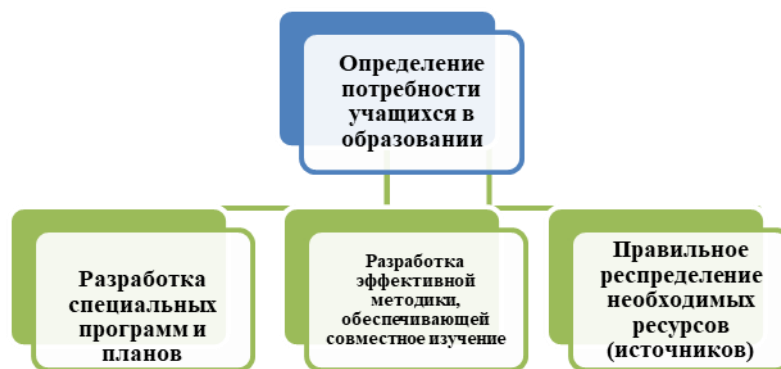 Определение
потребности
учащихся в
образовании
Разработка
специальных
программ и
планов
Разработка
эффективной
методики,
обеспечивающей
совместное изучение
Правильное
респределение
необходимых
ресурсов
(источников)